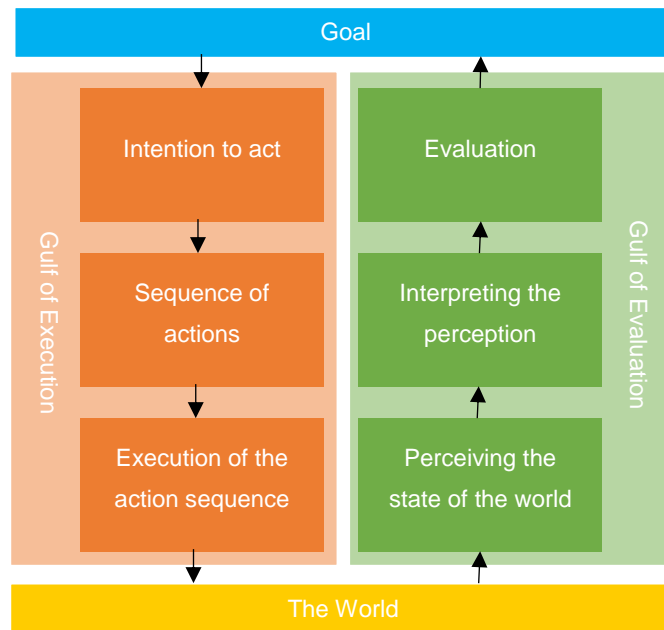 Goal
Gulf of Execution
Intention to act
Sequence of
actions
Execution of the
action sequence
Evaluation
Interpreting the
perception
Perceiving the
state of the world
Gulf of Evaluation
The World